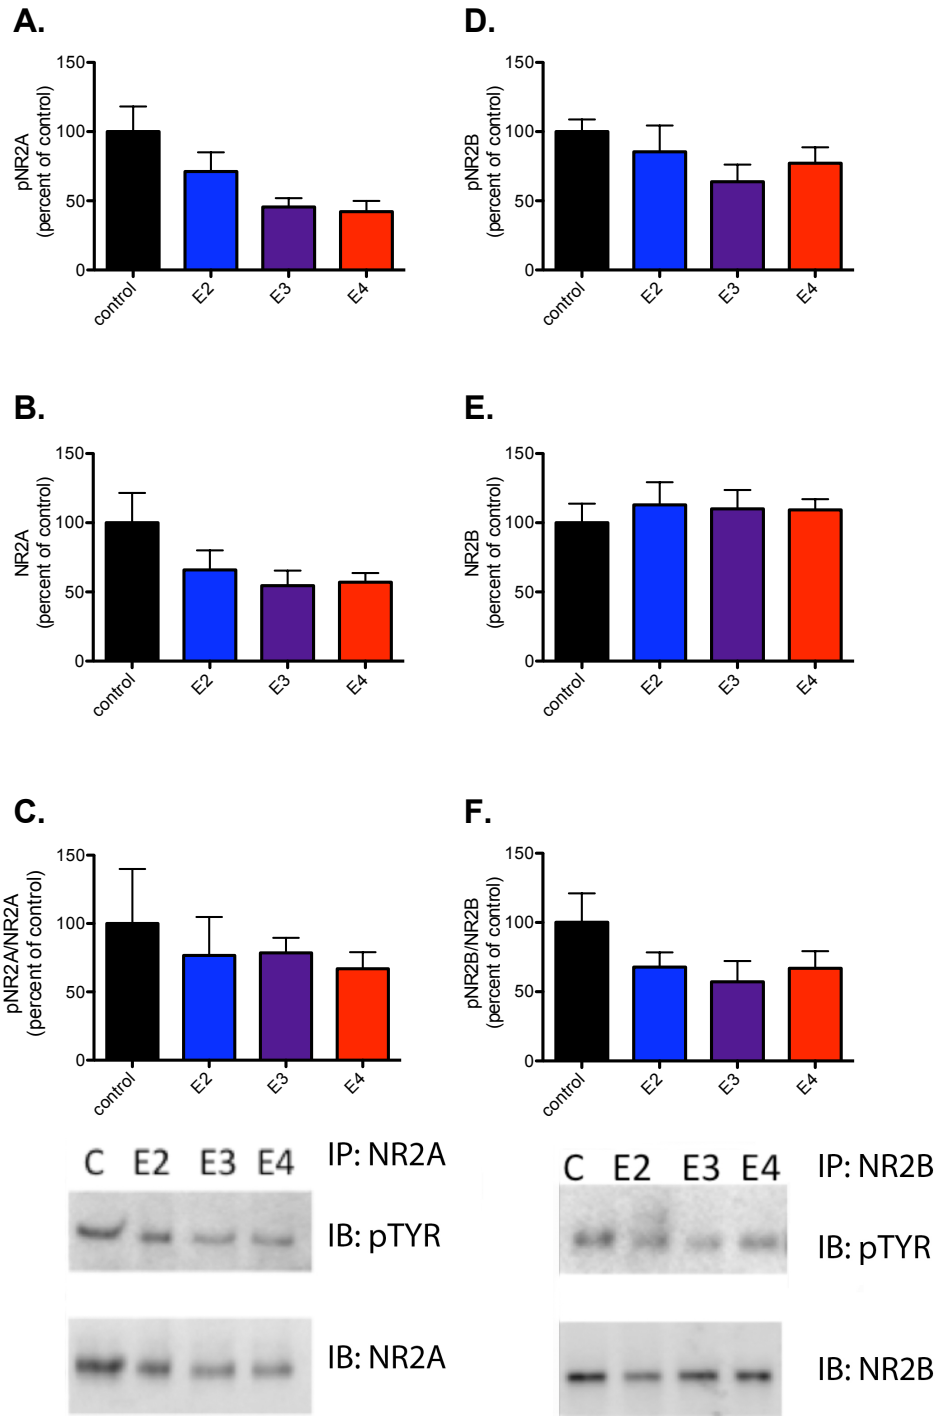 A.
150
100
50
0
pNR2A
(percent of control)
control
E2
E3
E4
D.
150
100
50
0
pNR2B
(percent of control)
control
E2
E3
E4
B.
150
100
50
0
NR2A
(percent of control)
control
E2
E3
E4
E.
150
100
50
0
NR2B
(percent of control)
control
E2
E3
E4
C.
150
100
50
0
pNR2A/NR2A
(percent of control)
control
E2
E3
E4
F.
150
100
50
0
pNR2B/NR2B
(percent of control)
control
E2
E3
E4
C E2 E3 E4 IP: NR2A
IB: pTYR
IB: NR2A
C E2 E3 E4 IP: NR2B
IB: pTYR
IB: NR2B